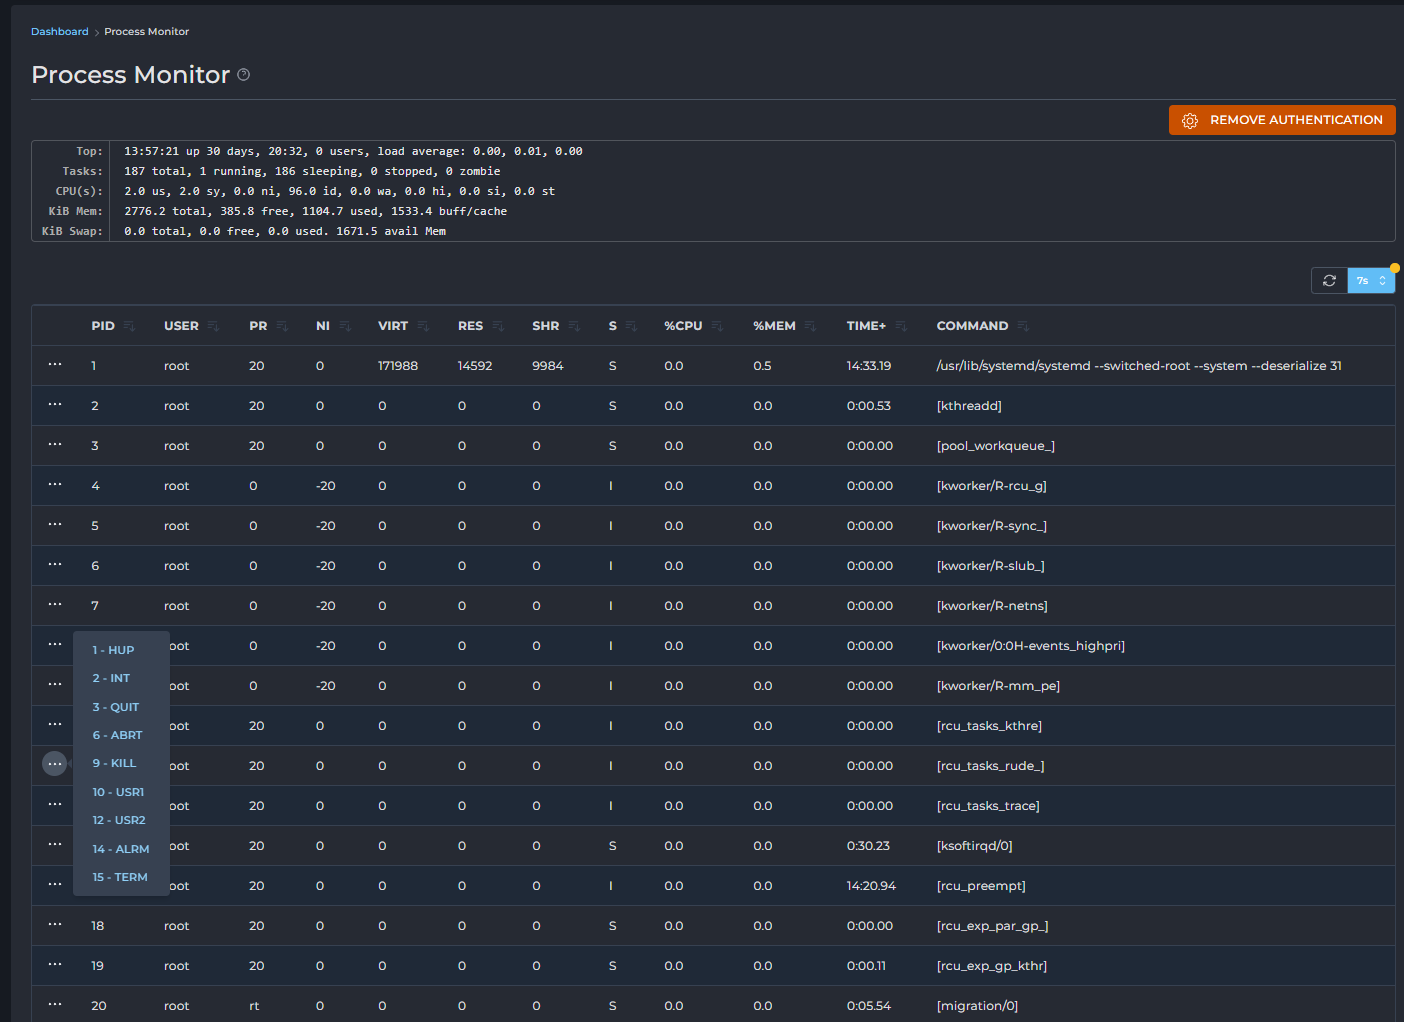 Dashboard > Process Monitor
Process Monitor
REMOVE AUTHENTICATION
Top: 13:57:21 up 30 days, 20:32, 0 users, load average: 0.00, 0.01, 0.00
Tasks: 187 total, 1 running, 186 sleeping, 0 stopped, 0 zombie
CPU(s): 2.0 us, 2.0 sy, 0.0 ni, 96.0 id, 0.0 wa, 0.0 hi, 0.0 si, 0.0 st
KiB Mem: 2776.2 total, 385.8 free, 1104.7 used, 1533.4 buff/cache
KiB Swap: 0.0 total, 0.0 free, 0.0 used. 1671.5 avail Mem
7s
PID USER PR NI VIRT RES SHR S %CPU %MEM TIME+ COMMAND
1 root 20 0 171988 14592 9984 S 0.0 0.5 14:33.19 /usr/lib/systemd/systemd --switched-root --system --deserialize 31
2 root 20 0 0 0 0 S 0.0 0.0 0:00.53 [kthreadd]
3 root 20 0 0 0 0 S 0.0 0.0 0:00.00 [pool_workqueue_]
4 root 0 -20 0 0 0 I 0.0 0.0 0:00.00 [kworker/R-rcu_g]
5 root 0 -20 0 0 0 I 0.0 0.0 0:00.00 [kworker/R-sync_]
6 root 0 -20 0 0 0 I 0.0 0.0 0:00.00 [kworker/R-slub_]
7 root 0 -20 0 0 0 I 0.0 0.0 0:00.00 [kworker/R-netns]
oot 0 -20 0 0 0 I 0.0 0.0 0:00.00 [kworker/0:0H-events_highpri]
oot 0 -20 0 0 0 I 0.0 0.0 0:00.00 [kworker/R-mm_pe]
oot 20 0 0 0 0 I 0.0 0.0 0:00.00 [rcu_tasks_kthre]
oot 20 0 0 0 0 I 0.0 0.0 0:00.00 [rcu_tasks_rude_]
oot 20 0 0 0 0 I 0.0 0.0 0:00.00 [rcu_tasks_trace]
oot 20 0 0 0 0 S 0.0 0.0 0:30.23 [ksoftirqd/0]
oot 20 0 0 0 0 I 0.0 0.0 14:20.94 [rcu_preempt]
1 - HUP
2 - INT
3 - QUIT
6 - ABRT
9 - KILL
10 - USR1
12 - USR2
14 - ALRM
15 - TERM
18 root 20 0 0 0 0 S 0.0 0.0 0:00.00 [rcu_exp_par_gp_]
19 root 20 0 0 0 0 S 0.0 0.0 0:00.11 [rcu_exp_gp_kthr]
20 root rt 0 0 0 0 S 0.0 0.0 0:05.54 [migration/0]